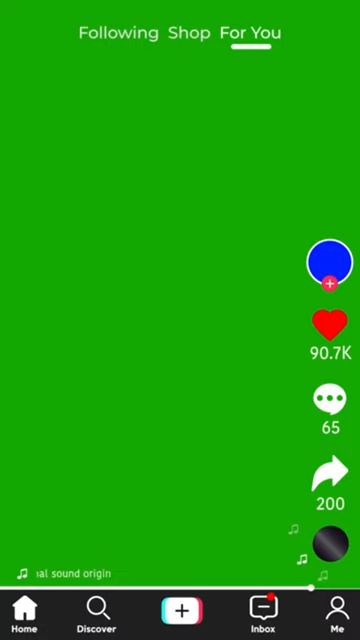 Following Shop For You
90.7K
65
200
al sound origin
Home Discover Inbox Me